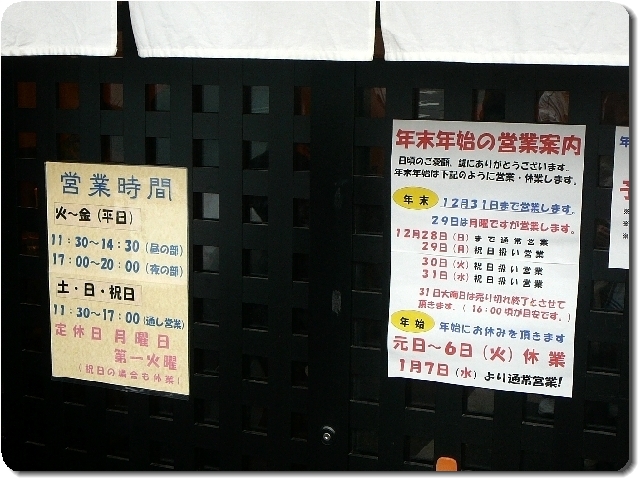 営業時間
火～金（平日）
11：30～14：30（昼の部）
17：00～20：00（夜の部）
土・日・祝日
11：30～17：00（通し営業）
定休日 月曜日
第一火曜
（祝日の場合も休業）
年末年始の営業案内
日頃のご愛顧、誠にありがとうございます。
年末年始は下記のように営業・休業します。
年末 12月31日まで営業します。
29日は月曜ですが営業します。
12月28日（日）まで通常営業
29日（月）祝日扱い営業
30日（火）祝日扱い営業
31日（水）祝日扱い営業
31日大晦日は売り切れ終了とさせて
頂きます。（16：00頃が目安です。）
年始 年始にお休みを頂きます
元日～6日（火）休業
1月7日（水）より通常営業!